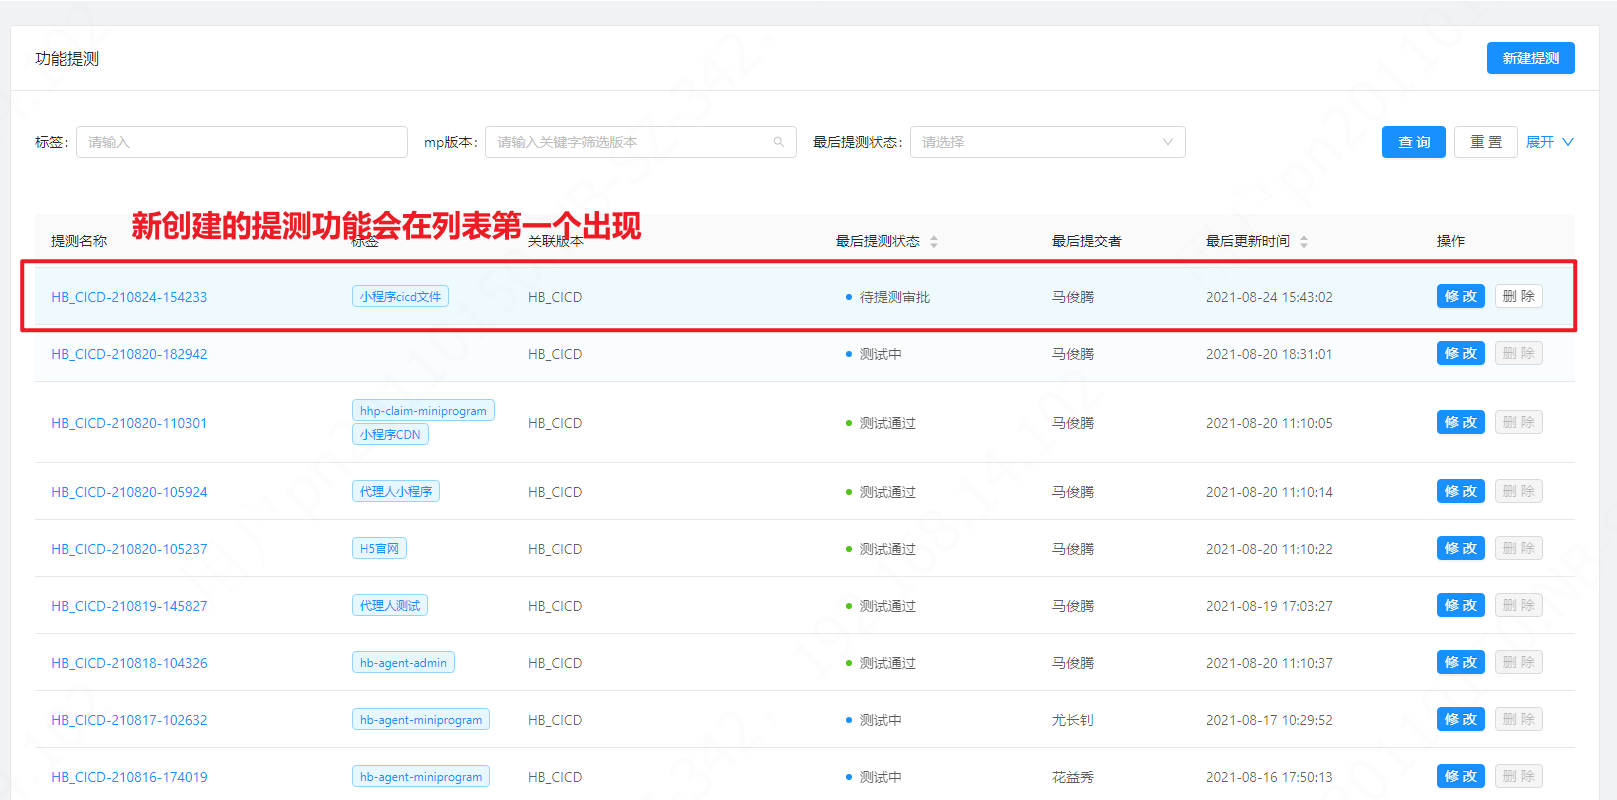 功能提测
新建提测
标签: 请输入 mp版本: 请输入关键字筛选版本 最后提测状态: 请选择 查 询 重 置 展开
新创建的提测功能会在列表第一个出现
提测名称 标签 关联版本 最后提测状态 最后提交者 最后更新时间 操作
HB_CICD-210824-154233 小程序cicd文件 HB_CICD 待提测审批 马俊腾 2021-08-24 15:43:02 修 改 删 除
HB_CICD-210820-182942 HB_CICD 测试中 马俊腾 2021-08-20 18:31:01 修 改 删 除
HB_CICD-210820-110301 hhp-claim-miniprogram HB_CICD 测试通过 马俊腾 2021-08-20 11:10:05 修 改 删 除
小程序CDN
HB_CICD-210820-105924 代理人小程序 HB_CICD 测试通过 马俊腾 2021-08-20 11:10:14 修 改 删 除
HB_CICD-210820-105237 H5官网 HB_CICD 测试通过 马俊腾 2021-08-20 11:10:22 修 改 删 除
HB_CICD-210819-145827 代理人测试 HB_CICD 测试通过 马俊腾 2021-08-19 17:03:27 修 改 删 除
HB_CICD-210818-104326 hb-agent-admin HB_CICD 测试通过 马俊腾 2021-08-20 11:10:37 修 改 删 除
HB_CICD-210817-102632 hb-agent-miniprogram HB_CICD 测试中 尤长钊 2021-08-17 10:29:52 修 改 删 除
HB_CICD-210816-174019 hb-agent-miniprogram HB_CICD 测试中 花益秀 2021-08-16 17:50:13 修 改 删 除